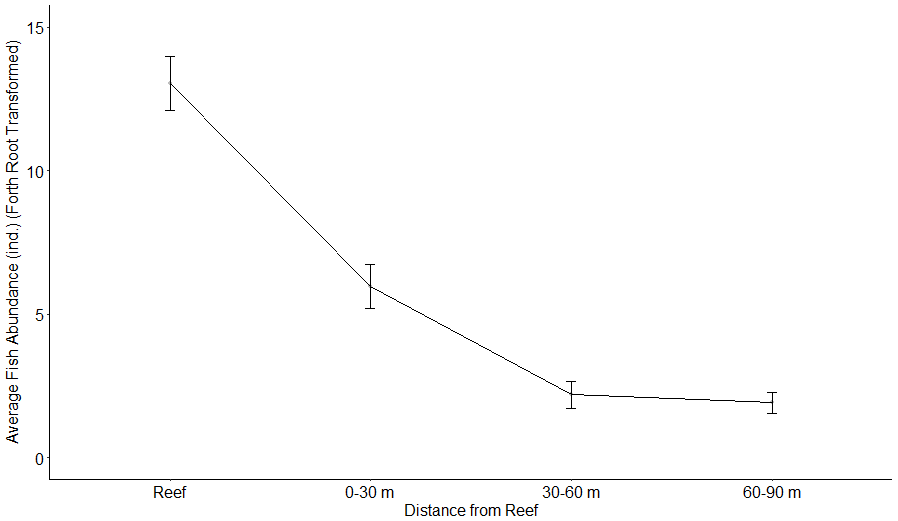 Average Fish Abundance (ind.) (Forth Root Transformed)
15
10
5
0
Reef 0-30 m 30-60 m 60-90 m
Distance from Reef